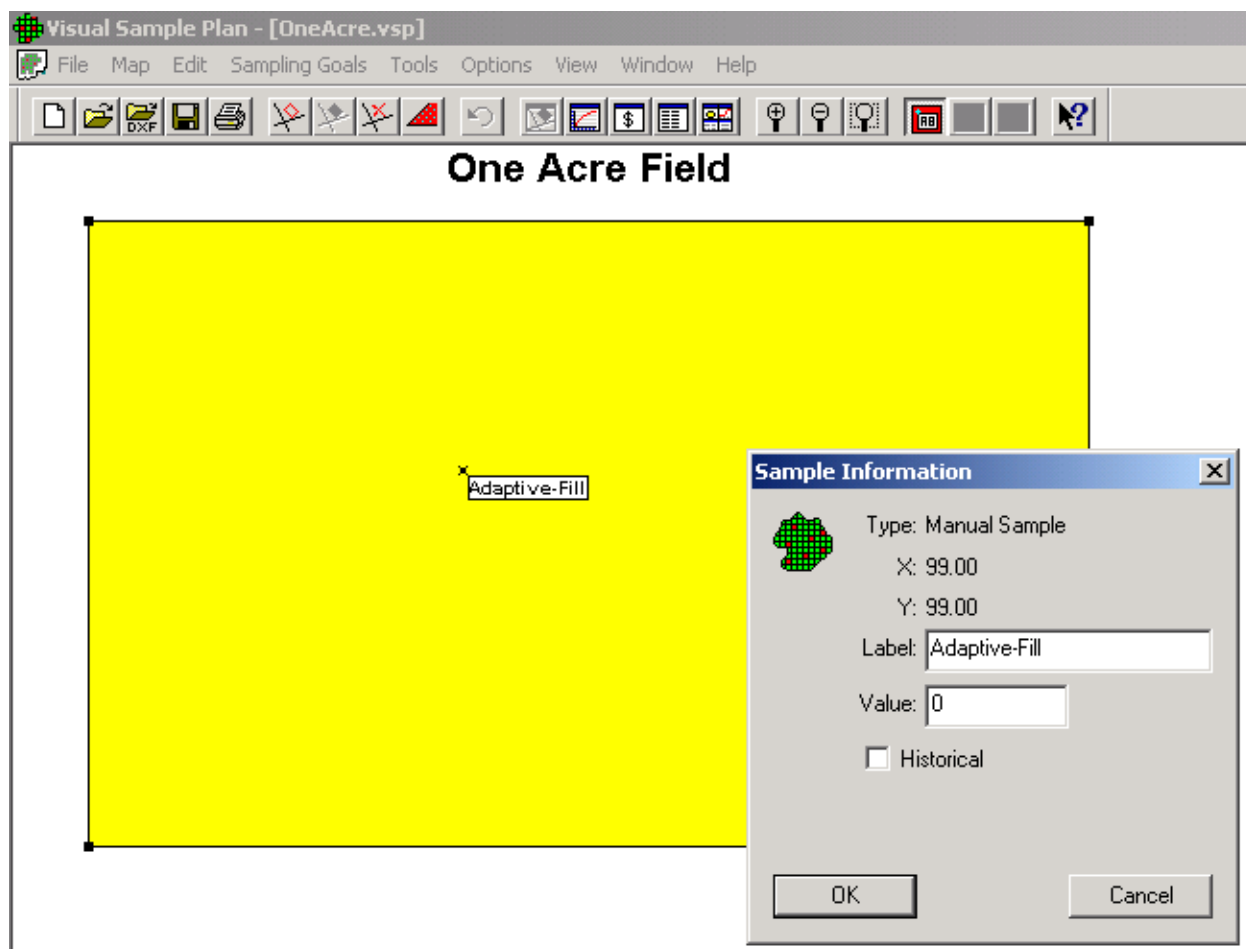 Visual Sample Plan - [OneAcre.vsp]
File Map Edit Sampling Goals Tools Options View Window Help
DXF $ AB ?
One Acre Field
Adaptive-Fill
Sample Information
Type: Manual Sample
X: 99.00
Y: 99.00
Label: Adaptive-Fill
Value: 0
Historical
OK Cancel